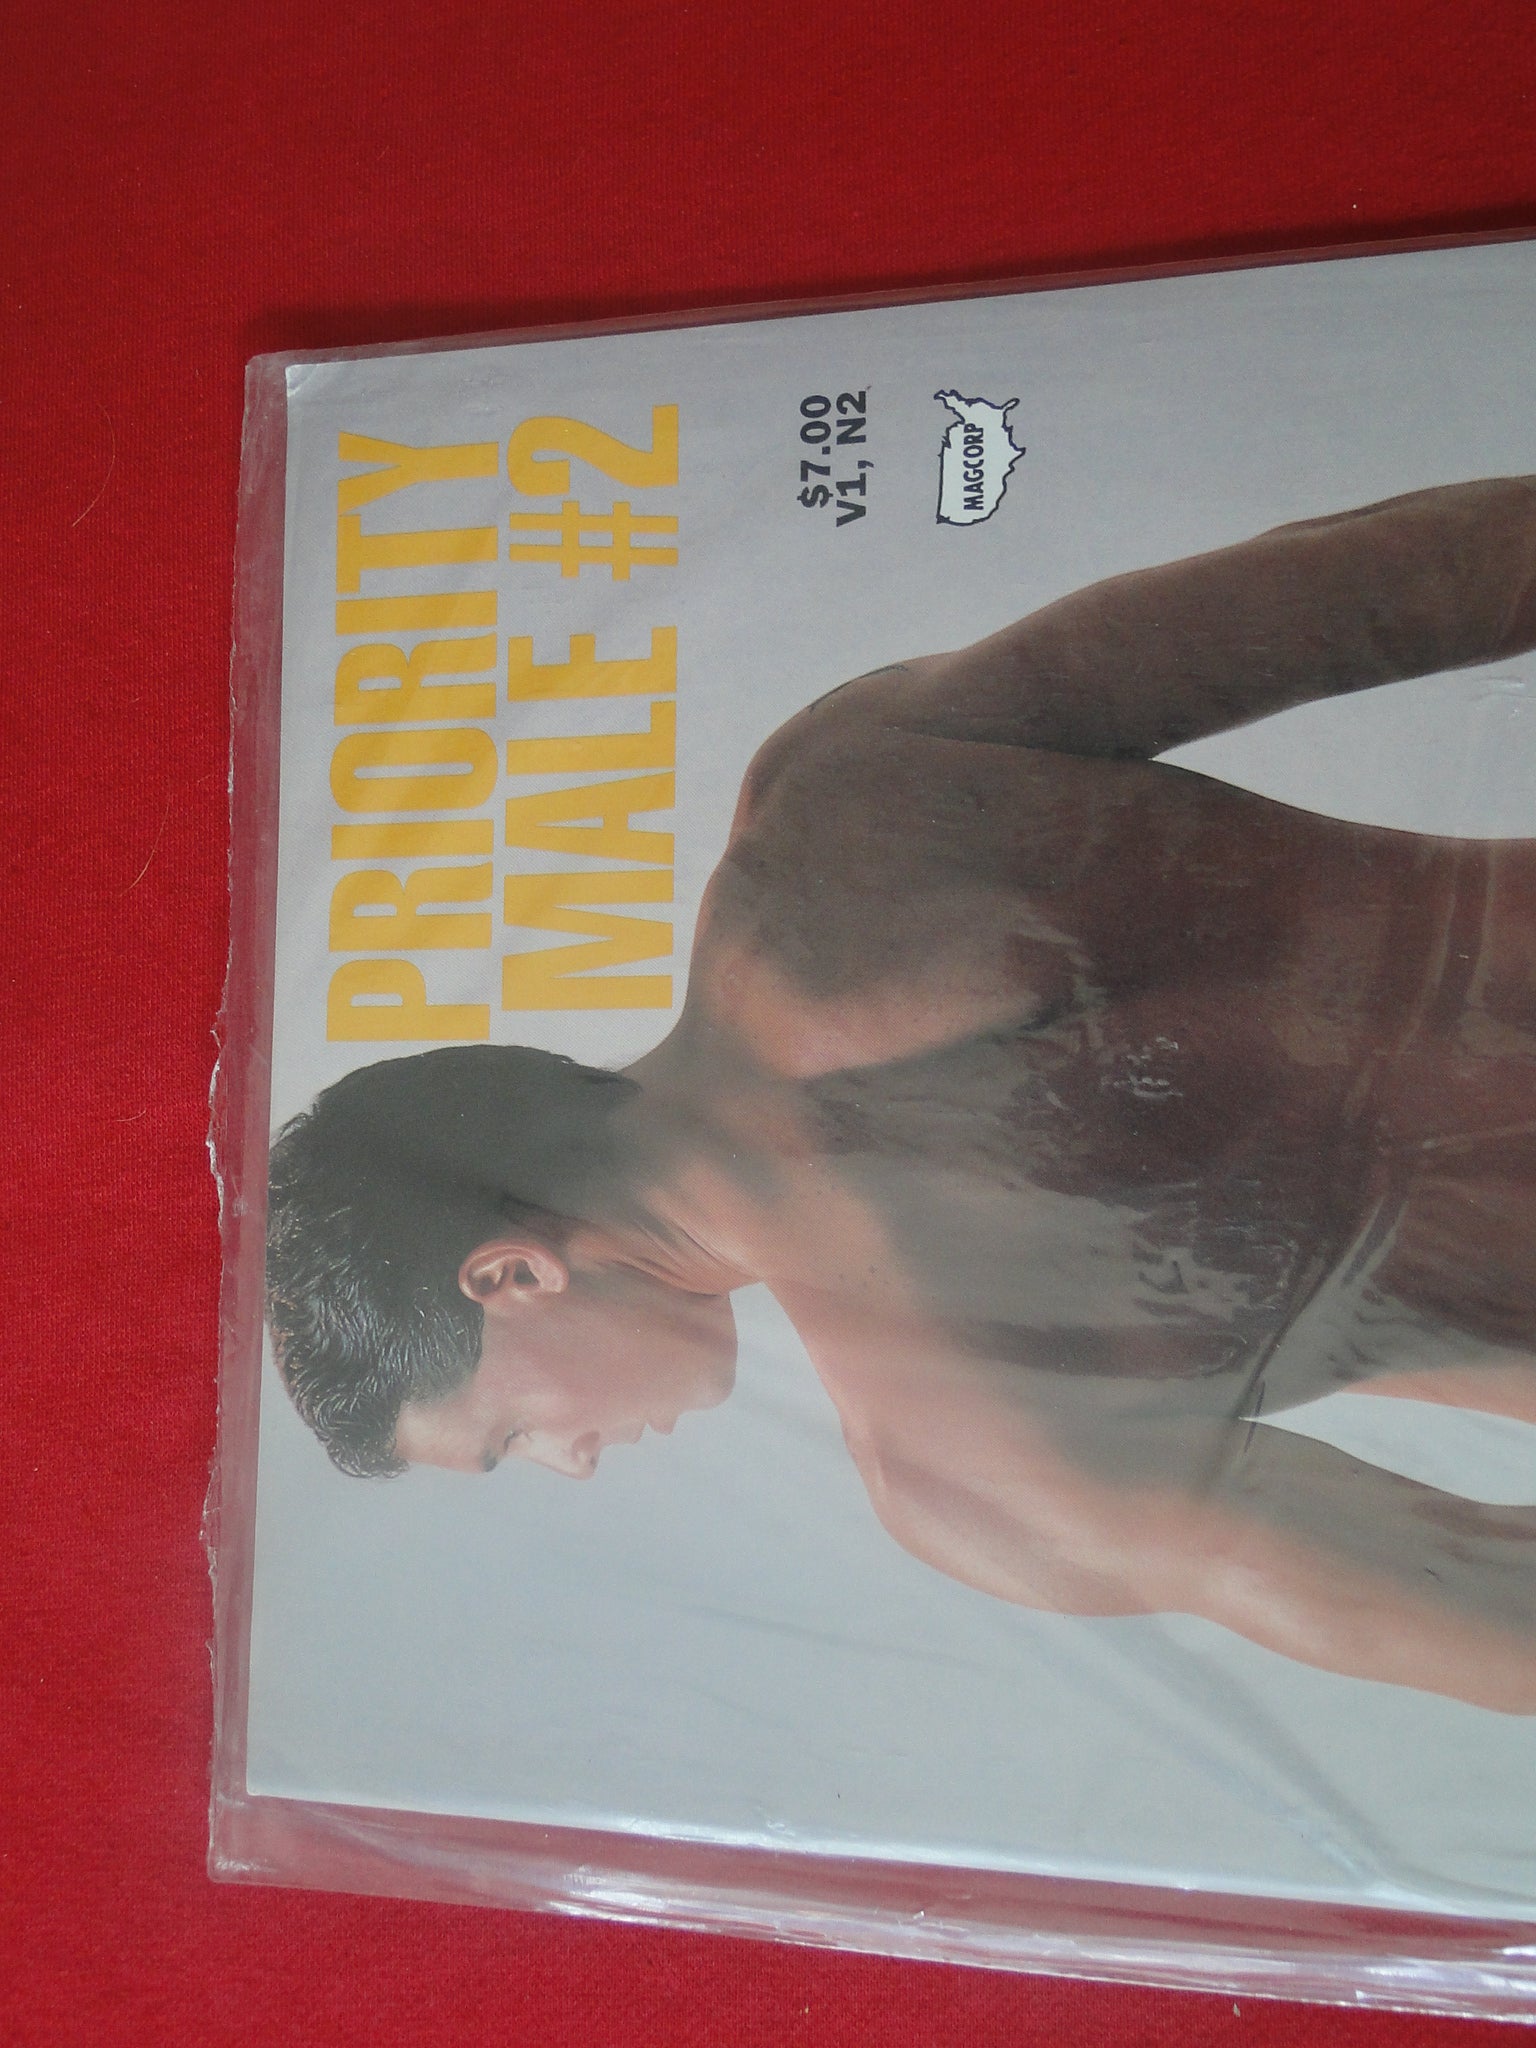 PRIORITY
MALE #2
$7.00
V1, N2
MAGCORP